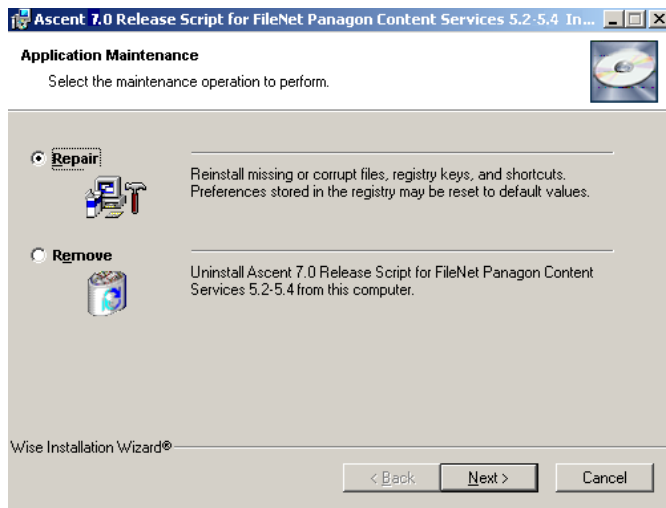 Ascent 7.0 Release Script for FileNet Panagon Content Services 5.2-5.4 In...
Application Maintenance
Select the maintenance operation to perform.
Repair
Reinstall missing or corrupt files, registry keys, and shortcuts.
Preferences stored in the registry may be reset to default values.
Remove
Uninstall Ascent 7.0 Release Script for FileNet Panagon Content
Services 5.2-5.4 from this computer.
Wise Installation Wizard®
< Back
Next >
Cancel